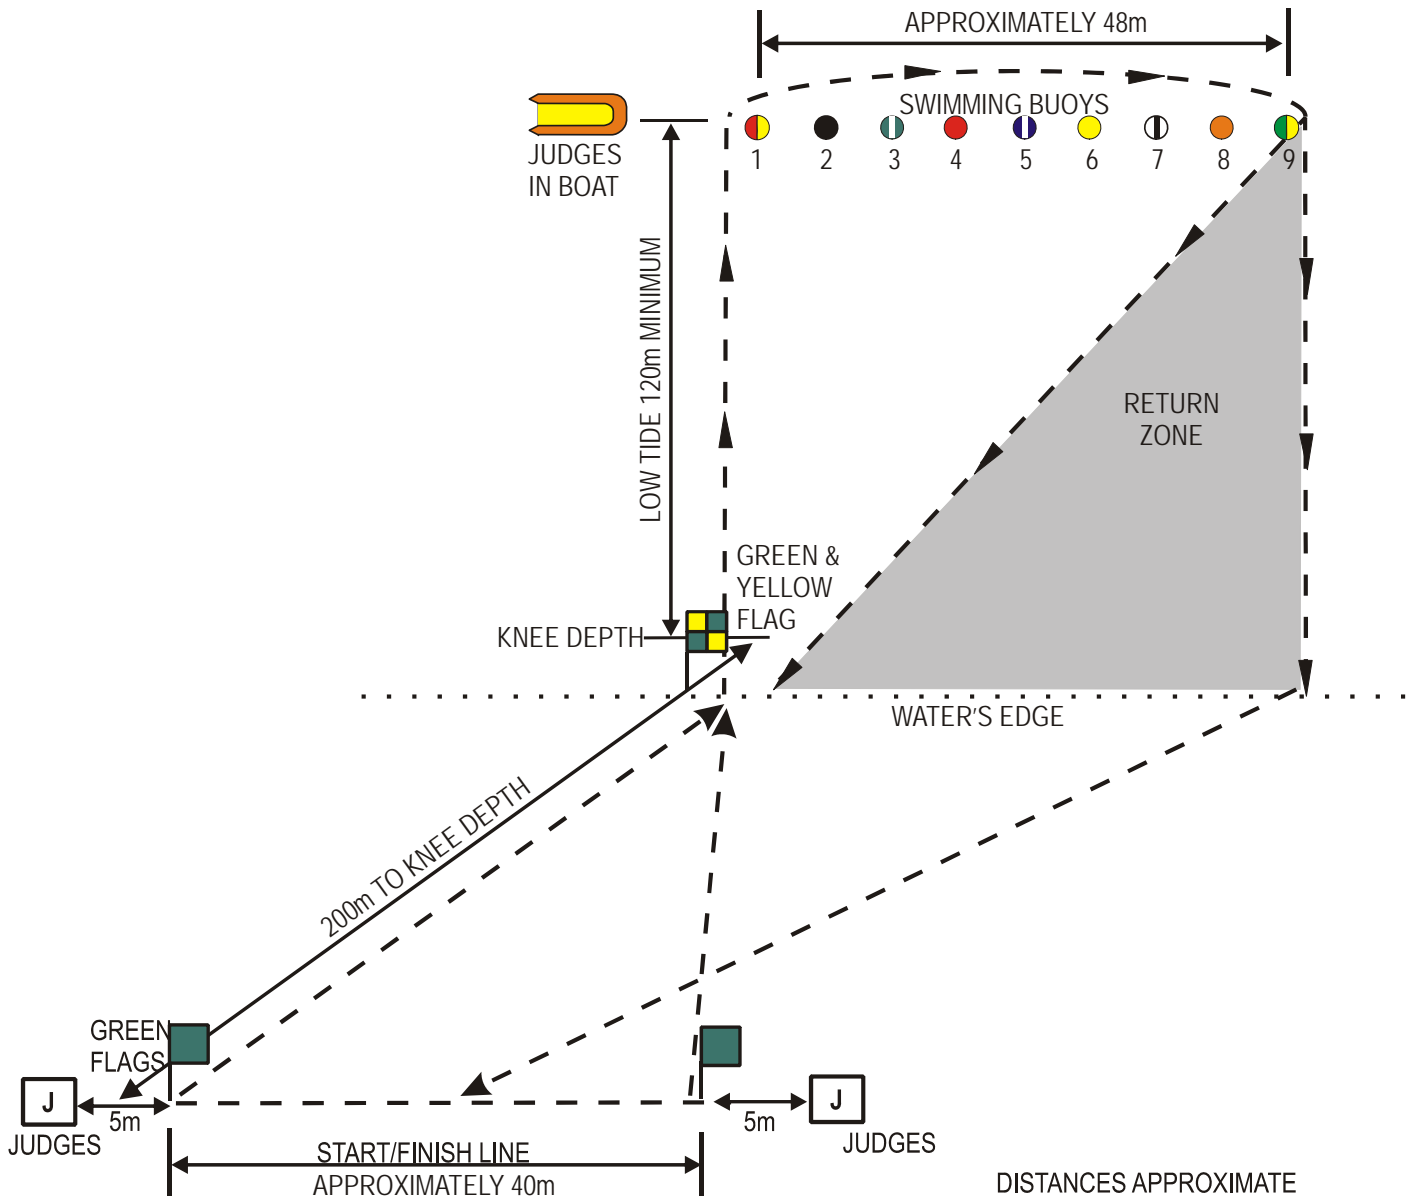 APPROXIMATELY 48m
SWIMMING BUOYS
1 2 3 4 5 6 7 8 9
JUDGES
IN BOAT
LOW TIDE 120m MINIMUM
RETURN
ZONE
GREEN &
YELLOW
FLAG
KNEE DEPTH
WATER'S EDGE
200m TO KNEE DEPTH
GREEN
FLAGS
J
5m
JUDGES
J
5m
JUDGES
START/FINISH LINE
APPROXIMATELY 40m
DISTANCES APPROXIMATE